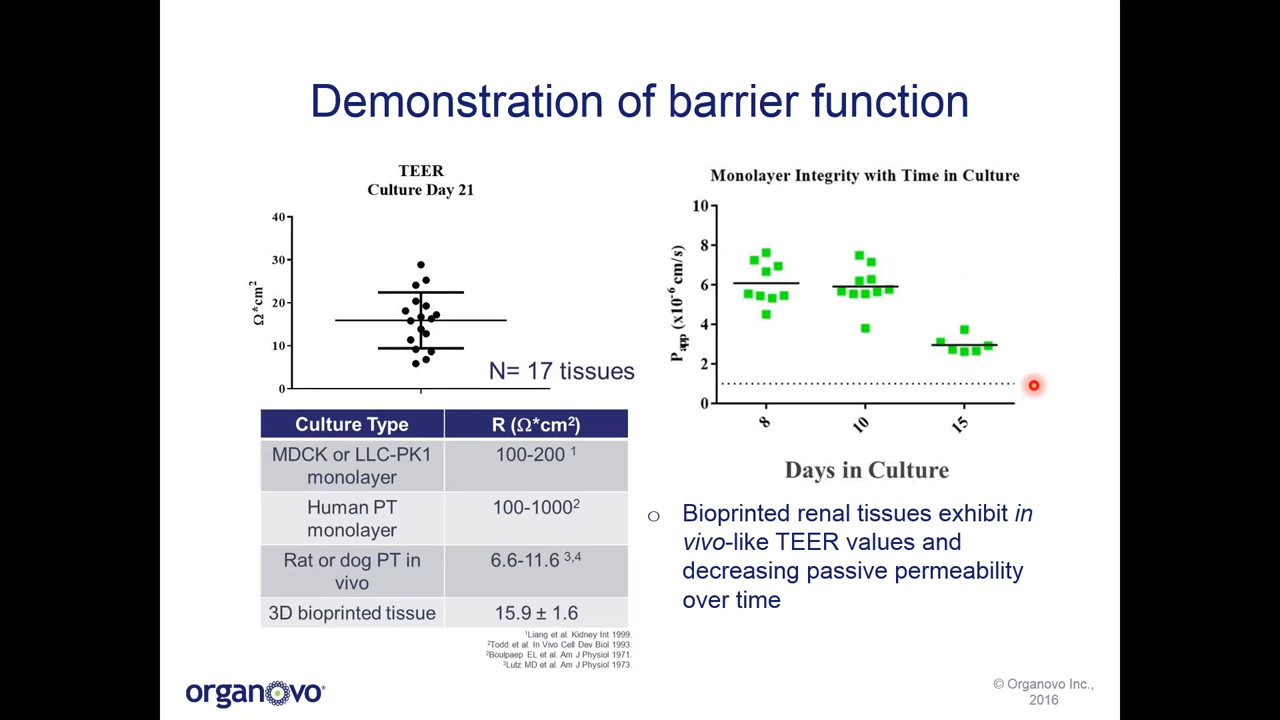 Demonstration of barrier function
TEER
Culture Day 21
40
30
20
10
0
Ω*cm2
N= 17 tissues
Culture Type R (Ω*cm2)
MDCK or LLC-PK1 monolayer 100-200 1
Human PT monolayer 100-10002
Rat or dog PT in vivo 6.6-11.6 3,4
3D bioprinted tissue 15.9 ± 1.6
1Liang et al. Kidney Int 1999.
2Todd et al. In Vivo Cell Dev Biol 1993.
2Boulpaep EL et al. Am J Physiol 1971.
3Lutz MD et al. Am J Physiol 1973.
Monolayer Integrity with Time in Culture
10
8
6
4
2
0
Papp (x10-6 cm/s)
8 10 15
Days in Culture
o Bioprinted renal tissues exhibit in
vivo-like TEER values and
decreasing passive permeability
over time
organovo®
© Organovo Inc.,
2016